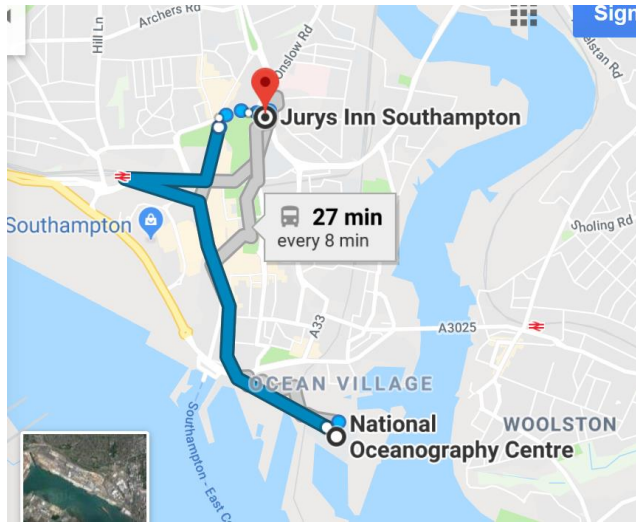 Archers Rd
Hill Ln
Onslow Rd
Sign
Jurys Inn Southampton
27 min
every 8 min
Southampton
Sholing Rd
A33
A3025
OCEAN VILLAGE
National
Oceanography Centre
WOOLSTON
Southampton - East C